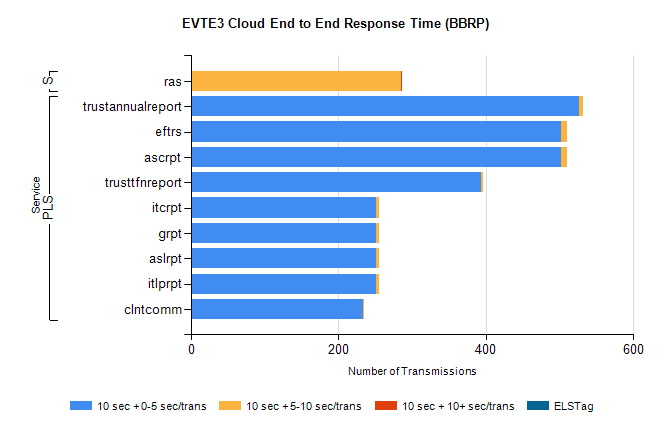 EVTE3 Cloud End to End Response Time (BBRP)
S
ras
trustannualreport
eftrs
ascrpt
trusttfnreport
Service
PLS
itcrpt
grpt
aslrpt
itlprpt
clntcomm
0 200 400 600
Number of Transmissions
10 sec +0-5 sec/trans 10 sec +5-10 sec/trans 10 sec + 10+ sec/trans ELSTag